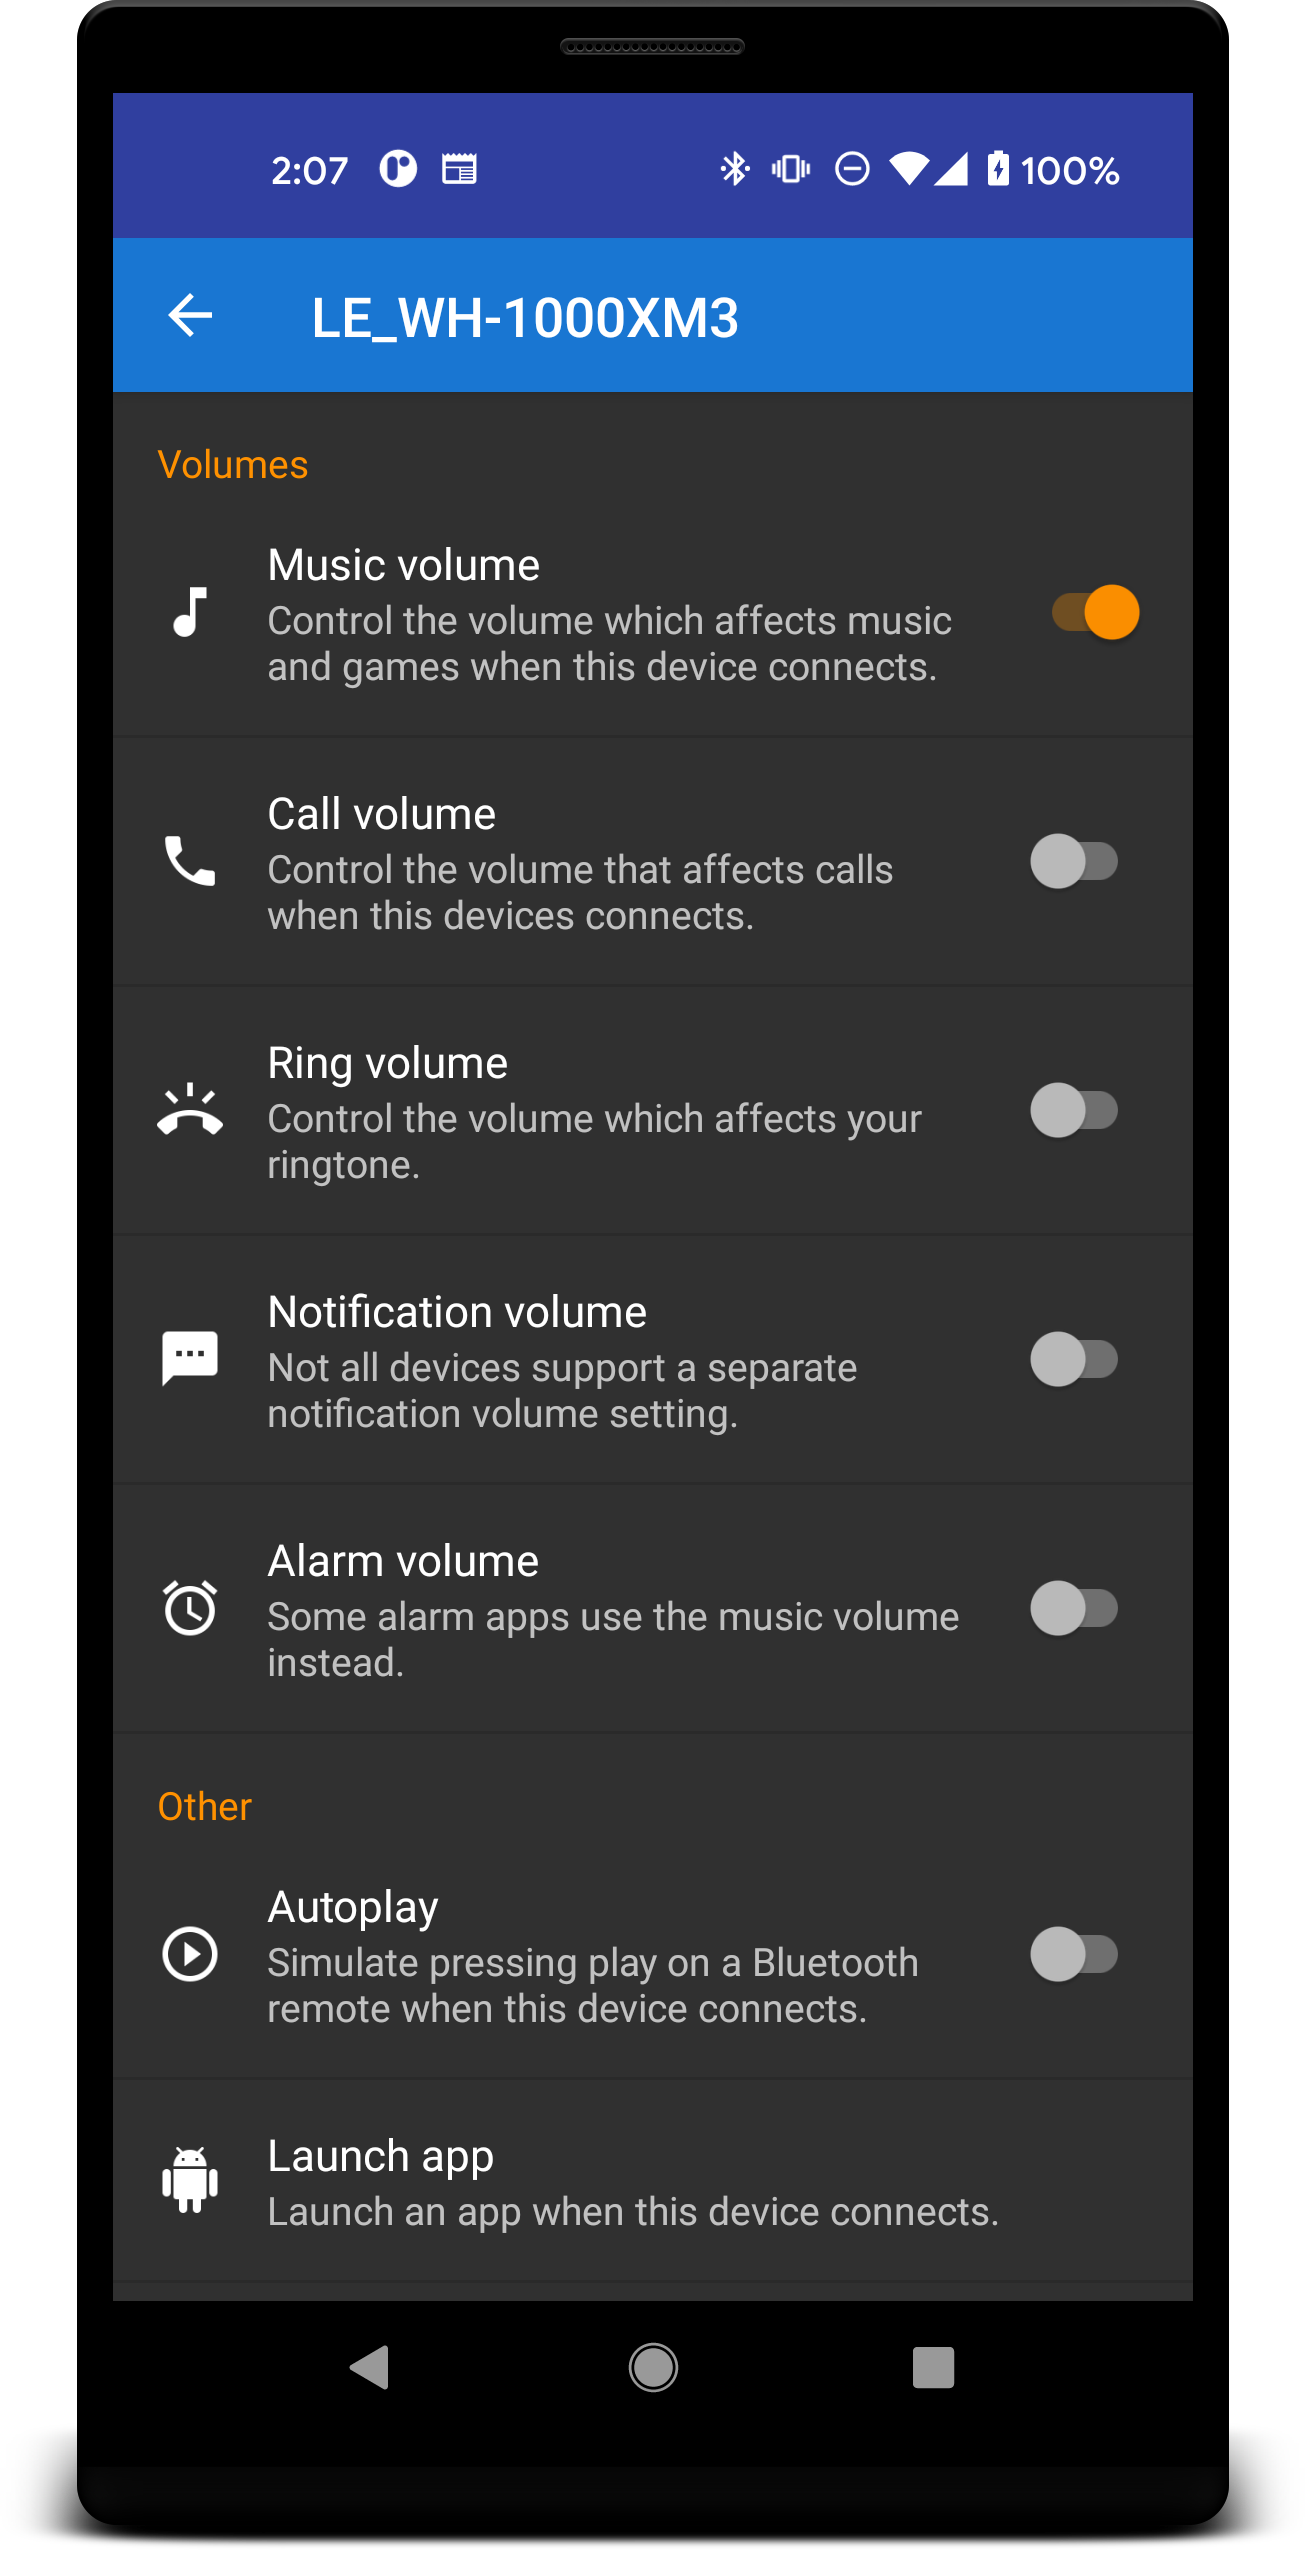 2:07
100%
LE_WH-1000XM3
Volumes
Music volume
Control the volume which affects music
and games when this device connects.
Call volume
Control the volume that affects calls
when this devices connects.
Ring volume
Control the volume which affects your
ringtone.
Notification volume
Not all devices support a separate
notification volume setting.
Alarm volume
Some alarm apps use the music volume
instead.
Other
Autoplay
Simulate pressing play on a Bluetooth
remote when this device connects.
Launch app
Launch an app when this device connects.